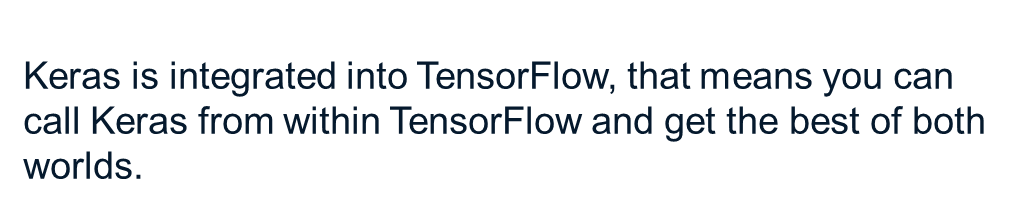 Keras is integrated into TensorFlow, that means you can
call Keras from within TensorFlow and get the best of both
worlds.